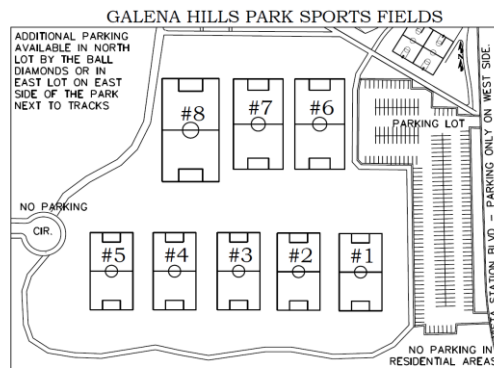 GALENA HILLS PARK SPORTS FIELDS
ADDITIONAL PARKING
AVAILABLE IN NORTH
LOT BY THE BALL
DIAMONDS OR IN
EAST LOT ON EAST
SIDE OF THE PARK
NEXT TO TRACKS
#8
#7
#6
PARKING LOT
NO PARKING
CIR.
#5
#4
#3
#2
#1
STATION BLVD - PARKING ONLY ON WEST SIDE.
NO PARKING IN
RESIDENTIAL AREAS